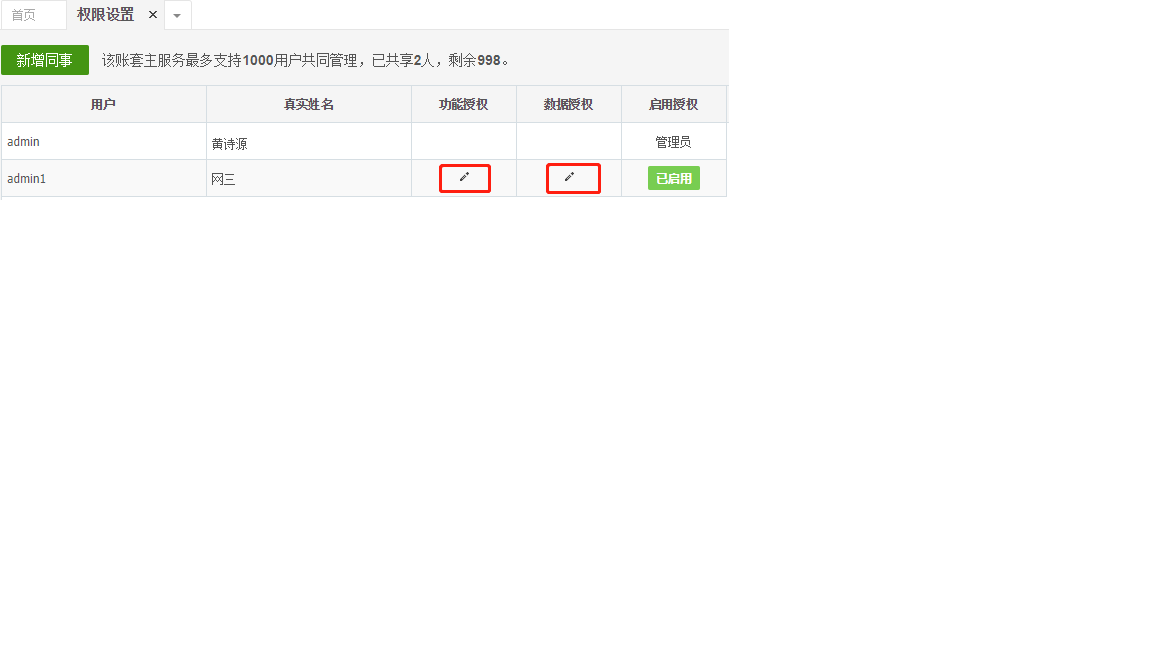 首页 权限设置 ×
新增同事 该账套主服务最多支持1000用户共同管理，已共享2人，剩余998。
用户 真实姓名 功能授权 数据授权 启用授权
admin 黄诗源 管理员
admin1 网三 已启用